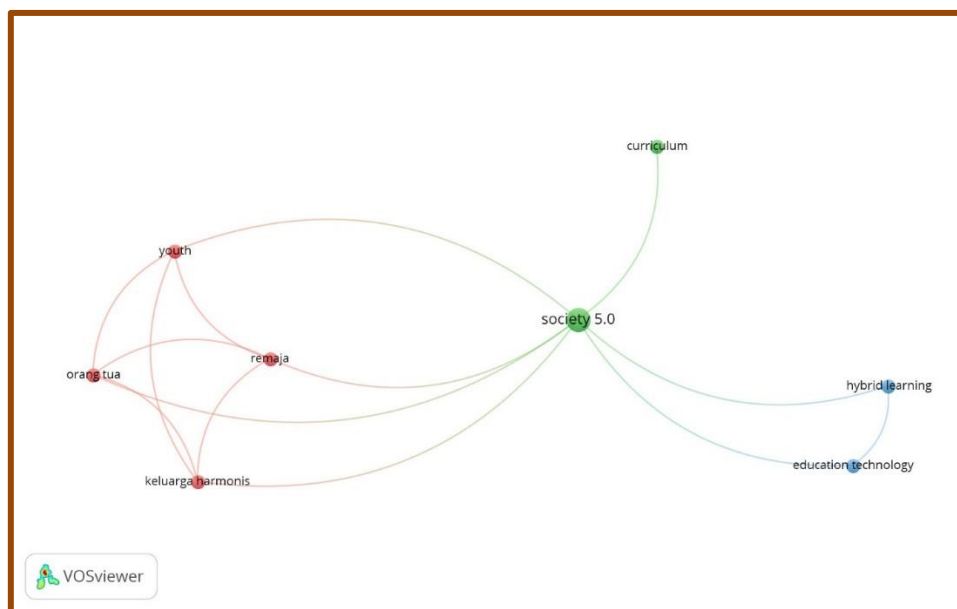 curriculum
youth
society 5.0
remaja
orang tua
hybrid learning
education technology
keluarga harmonis
VOSviewer